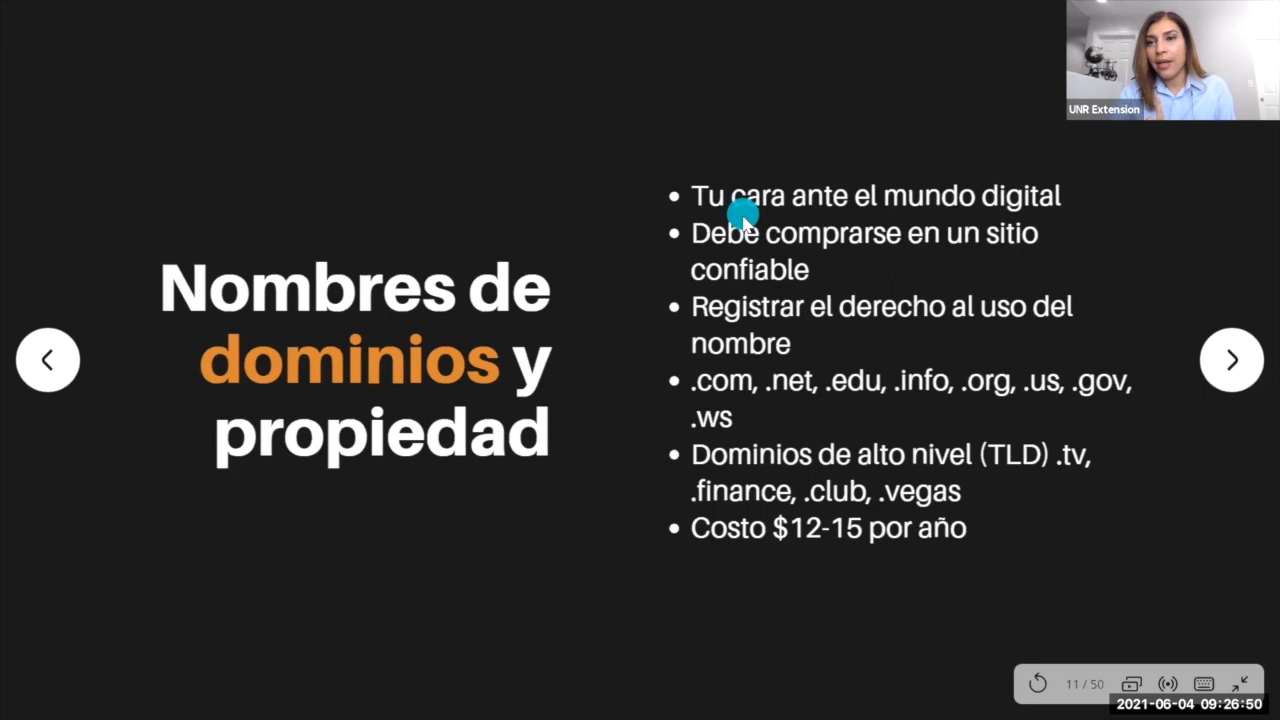 UNR Extension
Nombres de
dominios y
propiedad
• Tu cara ante el mundo digital
• Debe comprarse en un sitio
confiable
• Registrar el derecho al uso del
nombre
• .com, .net, .edu, .info, .org, .us, .gov,
.ws
• Dominios de alto nivel (TLD) .tv,
.finance, .club, .vegas
• Costo $12-15 por año
11 / 50
2021-06-04 09:26:50